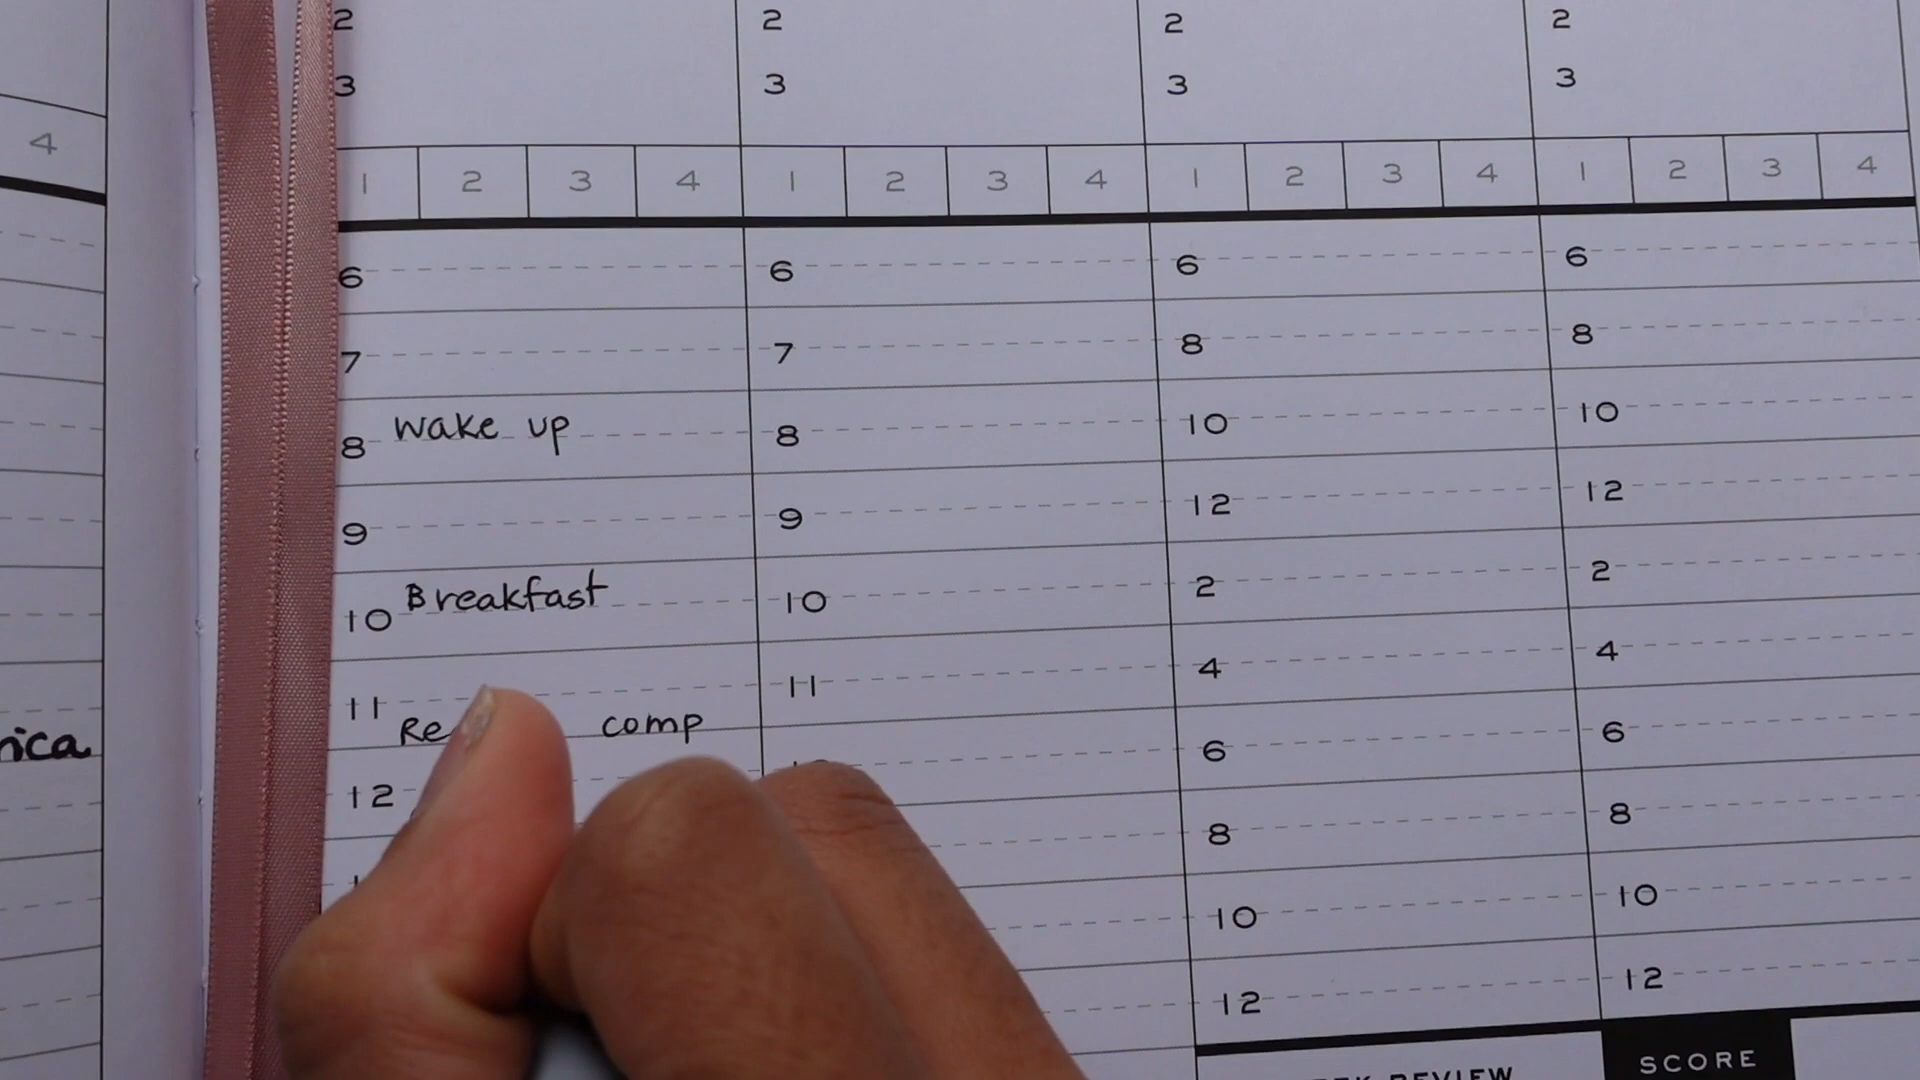 2 2 2 2
3 3 3 3
4 1 2 3 4 1 2 3 4 1 2 3 4 1 2 3 4
6 6 6 6
7 7 8 8
8 wake up 8 10 10
9 9 12 12
10 Breakfast 10 2 2
11 11 4 4
comp 6 6
12 8 8
10 10
12 12
REVIEW SCORE